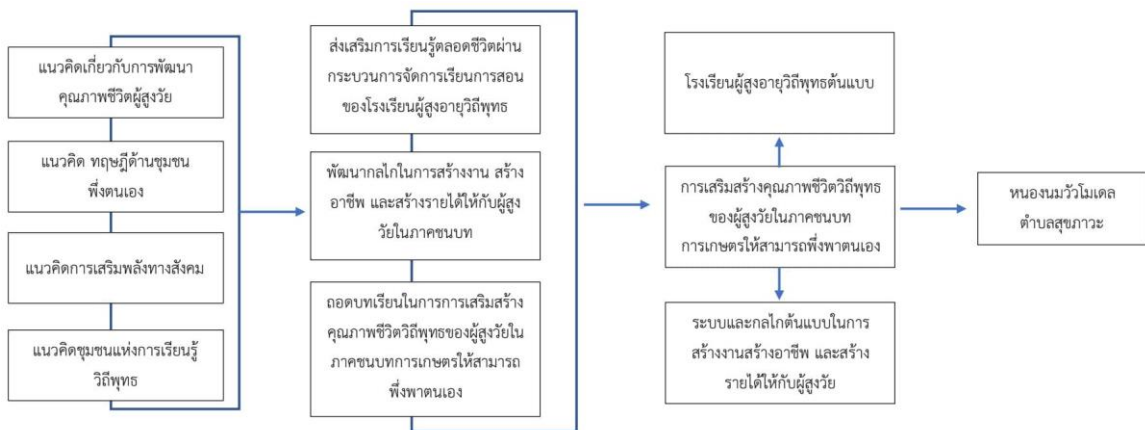 แนวคิดเกี่ยวกับการพัฒนา
คุณภาพชีวิตผู้สูงวัย
แนวคิด ทฤษฎีด้านชุมชน
พึ่งตนเอง
แนวคิดการเสริมพลังทางสังคม
แนวคิดชุมชนแห่งการเรียนรู้
วิถีพุทธ
ส่งเสริมการเรียนรู้ตลอดชีวิตผ่าน
กระบวนการจัดการเรียนการสอน
ของโรงเรียนผู้สูงอายุวิถีพุทธ
พัฒนากลไกในการสร้างงาน สร้าง
อาชีพ และสร้างรายได้ให้กับผู้สูง
วัยในภาคชนบท
ถอดบทเรียนในการการเสริมสร้าง
คุณภาพชีวิตวิถีพุทธของผู้สูงวัยใน
ภาคชนบทการเกษตรให้สามารถ
พึ่งพาตนเอง
โรงเรียนผู้สูงอายุวิถีพุทธต้นแบบ
การเสริมสร้างคุณภาพชีวิตวิถีพุทธ
ของผู้สูงวัยในภาคชนบท
การเกษตรให้สามารถพึ่งพาตนเอง
ระบบและกลไกต้นแบบในการ
สร้างงานสร้างอาชีพ และสร้าง
รายได้ให้กับผู้สูงวัย
หนองนมวัวโมเดล
ตำบลสุขภาวะ